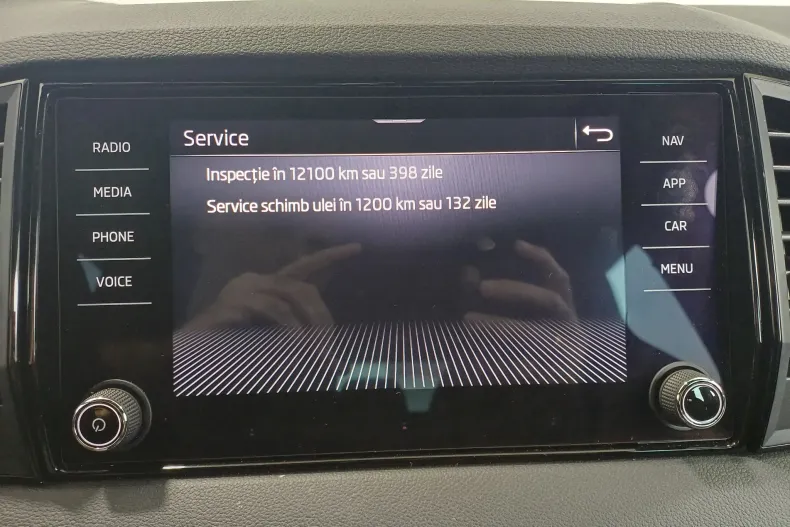 Service
Inspecție în 12100 km sau 398 zile
Service schimb ulei în 1200 km sau 132 zile
RADIO
MEDIA
PHONE
VOICE
NAV
APP
CAR
MENU